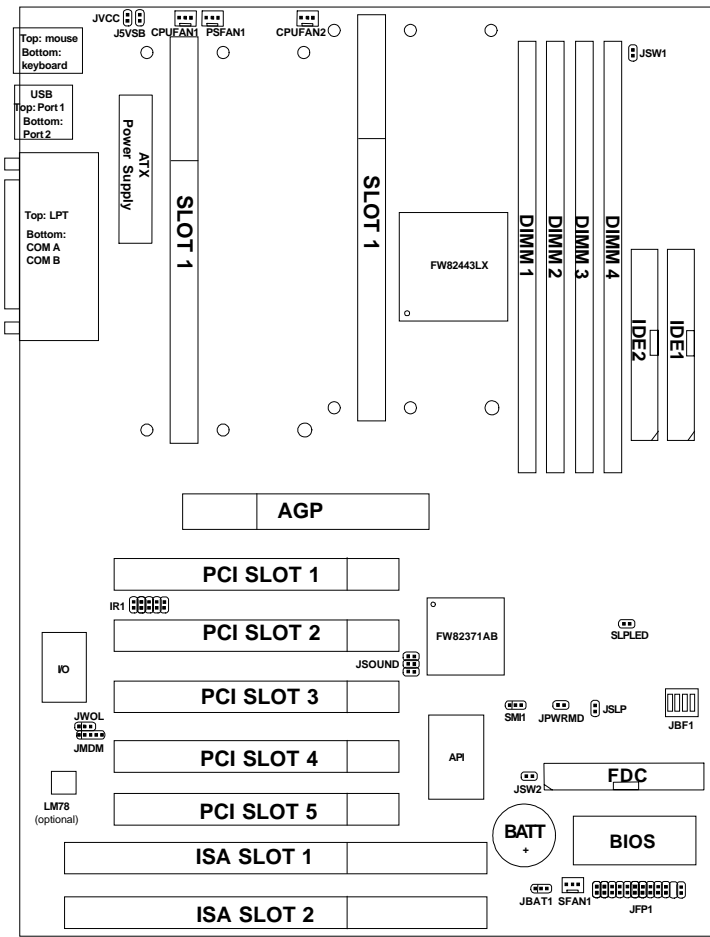 JVCC
J5VSB
CPUFAN1
PSFAN1
CPUFAN2
JSW1
Top: mouse
Bottom:
keyboard
USB
Top: Port 1
Bottom:
Port 2
ATX
Power Supply
Top: LPT
Bottom:
COM A
COM B
SLOT 1
SLOT 1
FW82443LX
DIMM 1
DIMM 2
DIMM 3
DIMM 4
IDE2
IDE1
AGP
PCI SLOT 1
IR1
PCI SLOT 2
FW82371AB
SLPLED
JSOUND
I/O
PCI SLOT 3
JWOL
JMDM
SMI1
JPWRMD
JSLP
JBF1
PCI SLOT 4
API
LM78
(optional)
JSW2
FDC
PCI SLOT 5
BATT
+
BIOS
ISA SLOT 1
JBAT1
SFAN1
JFP1
ISA SLOT 2